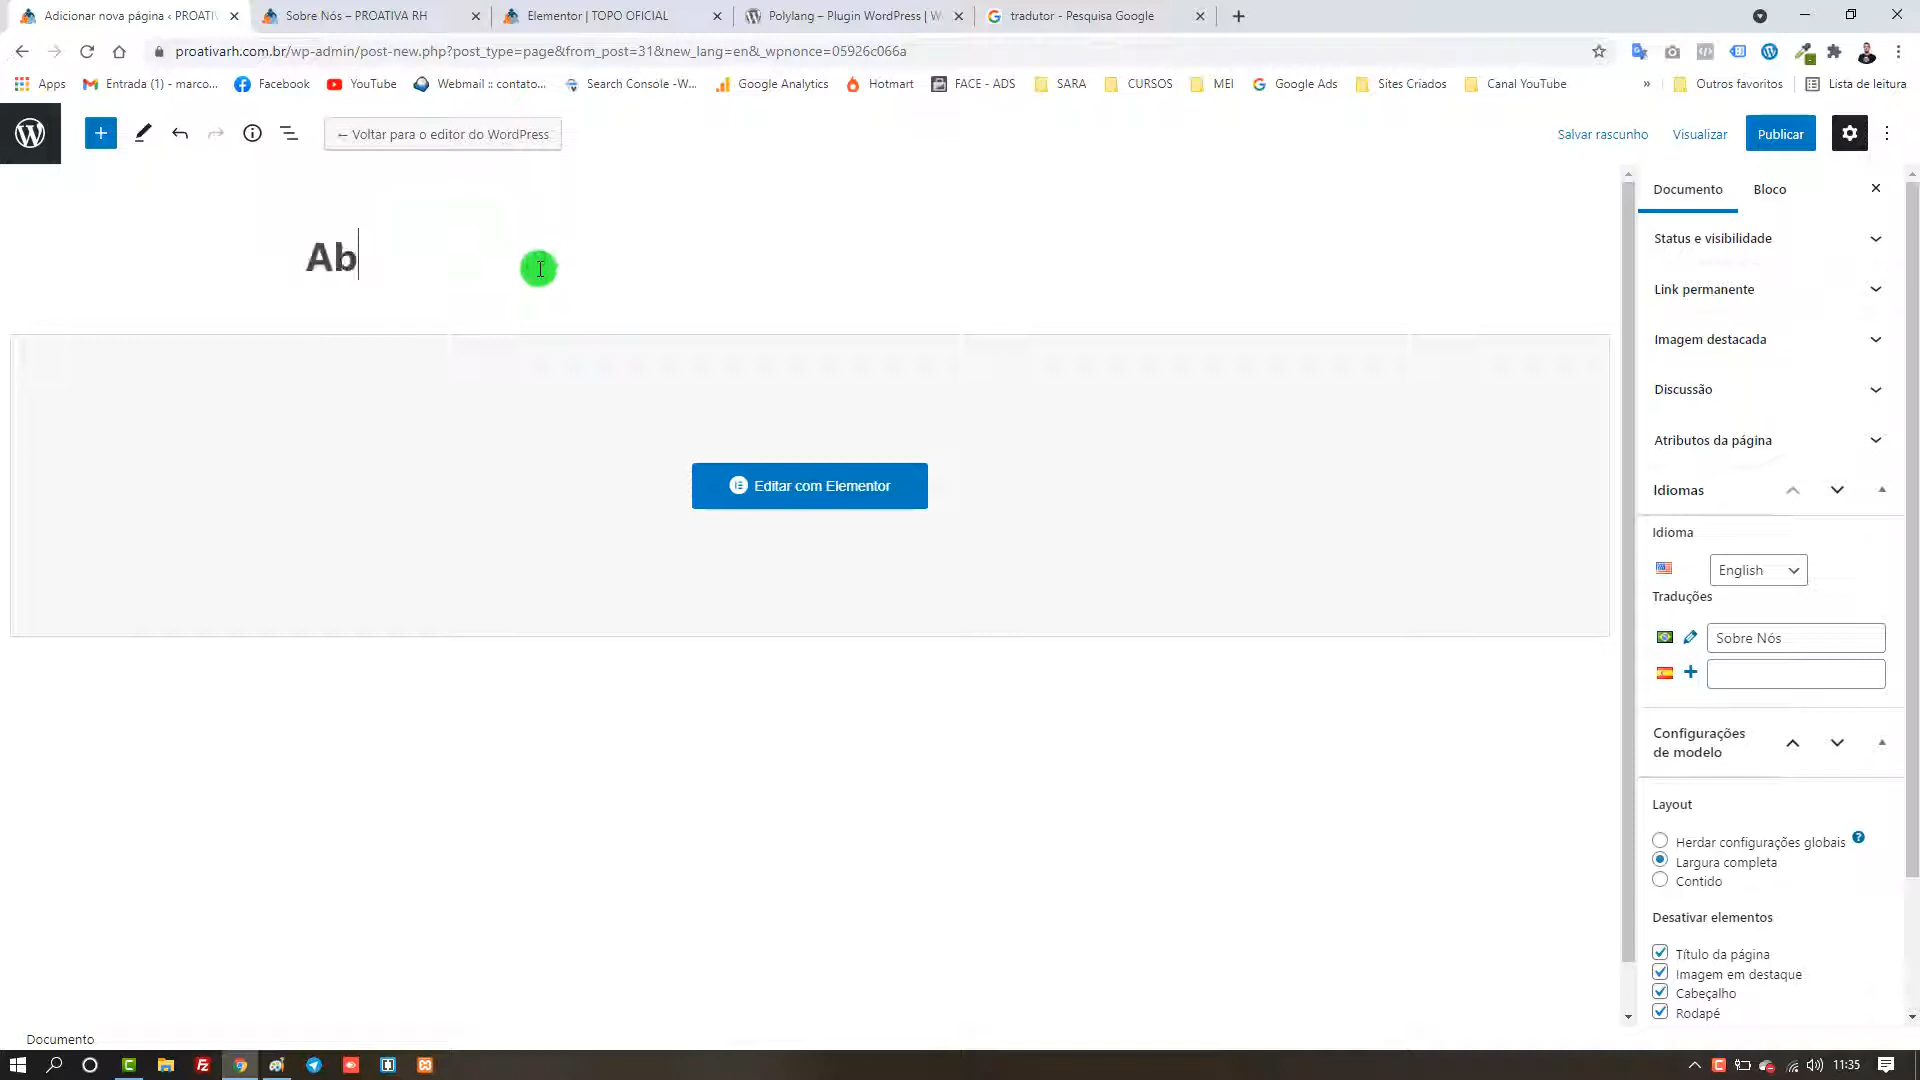 Adicionar nova página ‹ PROATIV
Sobre Nós – PROATIVA RH
Elementor | TOPO OFICIAL
Polylang – Plugin WordPress | W
tradutor - Pesquisa Google
proativarh.com.br/wp-admin/post-new.php?post_type=page&from_post=31&new_lang=en&_wpnonce=05926c066a
Apps
Entrada (1) - marco...
Facebook
YouTube
Webmail :: contato...
Search Console -W...
Google Analytics
Hotmart
FACE - ADS
SARA
CURSOS
MEI
Google Ads
Sites Criados
Canal YouTube
»
Outros favoritos
Lista de leitura
← Voltar para o editor do WordPress
Salvar rascunho
Visualizar
Publicar
Documento
Bloco
Ab
Status e visibilidade
Link permanente
Imagem destacada
Discussão
Atributos da página
Editar com Elementor
Idiomas
Idioma
English
Traduções
Sobre Nós
Configurações
de modelo
Layout
Herdar configurações globais
Largura completa
Contido
Desativar elementos
Título da página
Imagem em destaque
Cabeçalho
Rodapé
Documento
11:35